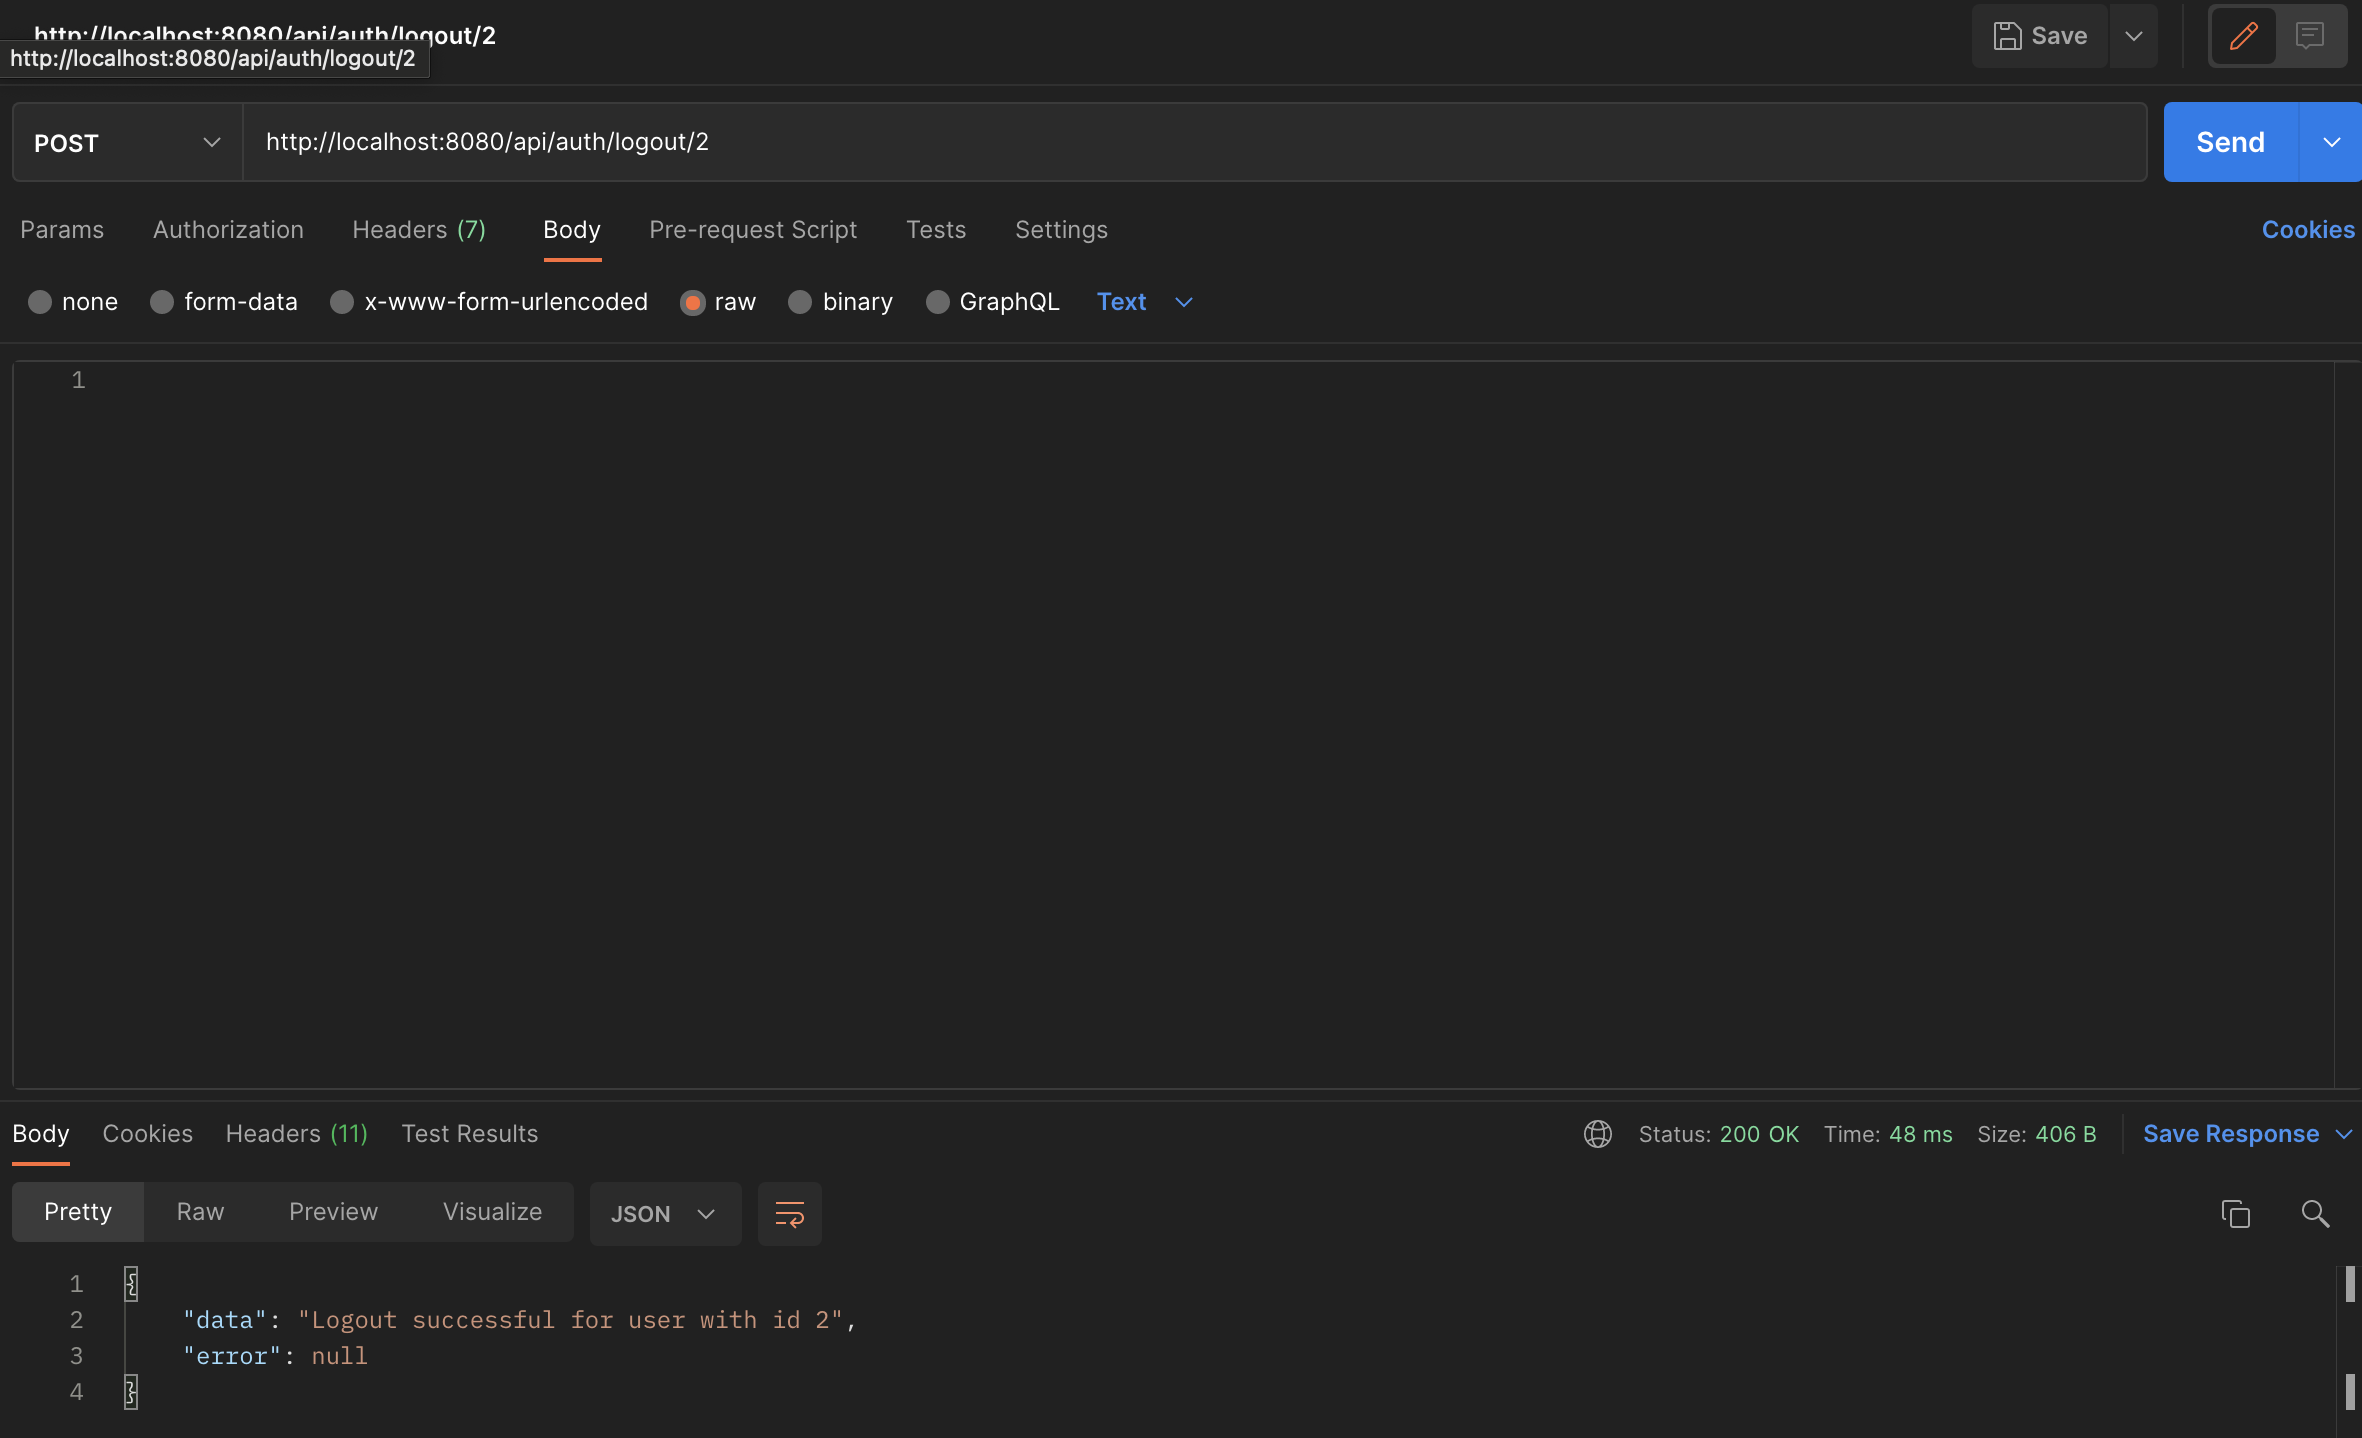 http://localhost:8080/api/auth/logout/2
http://localhost:8080/api/auth/logout/2
Save
POST
http://localhost:8080/api/auth/logout/2
Send
Params Authorization Headers (7) Body Pre-request Script Tests Settings Cookies
none form-data x-www-form-urlencoded raw binary GraphQL Text
1
Body Cookies Headers (11) Test Results Status: 200 OK Time: 48 ms Size: 406 B Save Response
Pretty Raw Preview Visualize JSON
1 {
2 "data": "Logout successful for user with id 2",
3 "error": null
4 }